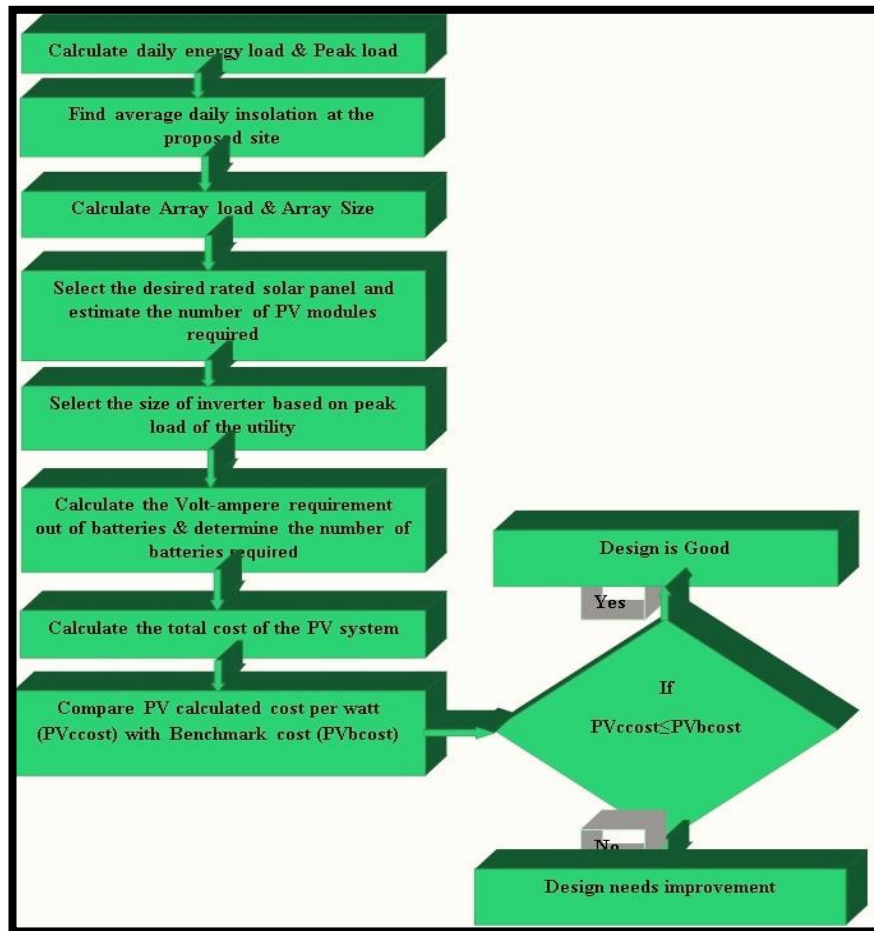 Calculate daily energy load & Peak load
Find average daily insolation at the
proposed site
Calculate Array load & Array Size
Select the desired rated solar panel and
estimate the number of PV modules
required
Select the size of inverter based on peak
load of the utility
Calculate the Volt-ampere requirement
out of batteries & determine the number of
batteries required
Calculate the total cost of the PV system
Compare PV calculated cost per watt
(PVccost) with Benchmark cost (PVbcost)
If
PVccost≤PVbcost
Yes
Design is Good
No
Design needs improvement